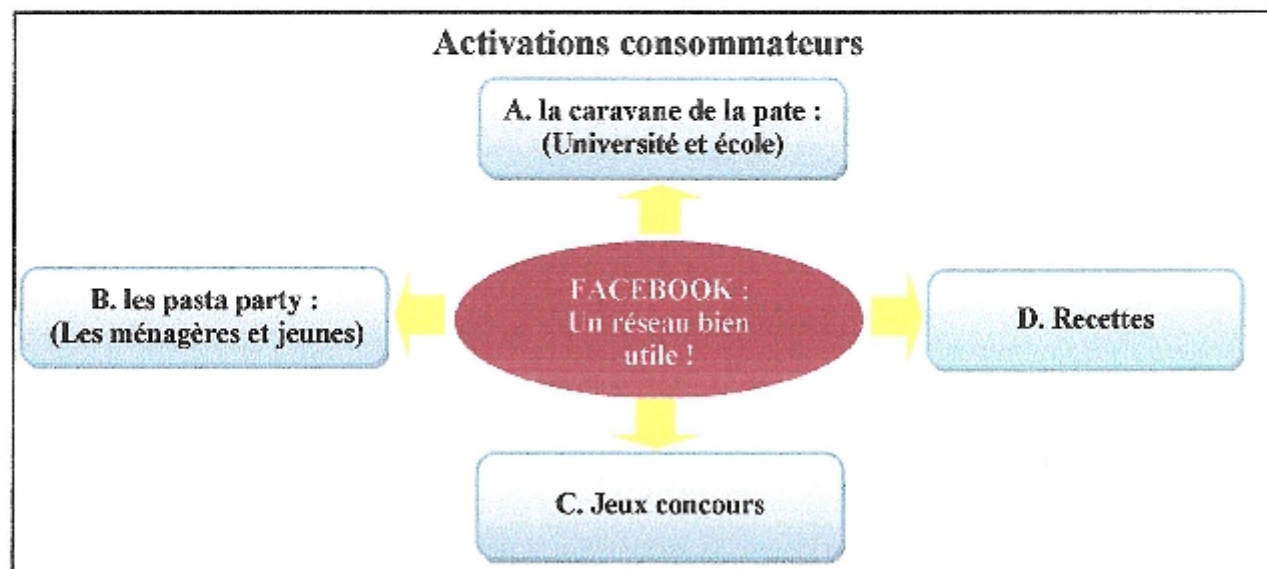 Activations consommateurs
A. la caravane de la pate :
(Université et école)
B. les pasta party :
(Les ménagères et jeunes)
FACEBOOK :
Un réseau bien
utile !
D. Recettes
C. Jeux concours